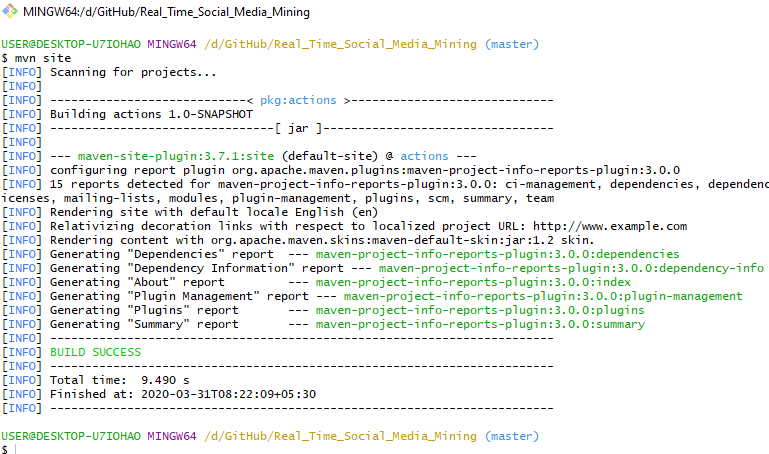 MINGW64:/d/GitHub/Real_Time_Social_Media_Mining
USER@DESKTOP-U7IOHAO MINGW64 /d/GitHub/Real_Time_Social_Media_Mining (master)
$ mvn site
[INFO] Scanning for projects...
[INFO]
[INFO] -----------------------------< pkg:actions >------------------------------
[INFO] Building actions 1.0-SNAPSHOT
[INFO] --------------------------------[ jar ]---------------------------------
[INFO]
[INFO] --- maven-site-plugin:3.7.1:site (default-site) @ actions ---
[INFO] configuring report plugin org.apache.maven.plugins:maven-project-info-reports-plugin:3.0.0
[INFO] 15 reports detected for maven-project-info-reports-plugin:3.0.0: ci-management, dependencies, dependenc
icenses, mailing-lists, modules, plugin-management, plugins, scm, summary, team
[INFO] Rendering site with default locale English (en)
[INFO] Relativizing decoration links with respect to localized project URL: http://www.example.com
[INFO] Rendering content with org.apache.maven.skins:maven-default-skin:jar:1.2 skin.
[INFO] Generating "Dependencies" report  --- maven-project-info-reports-plugin:3.0.0:dependencies
[INFO] Generating "Dependency Information" report --- maven-project-info-reports-plugin:3.0.0:dependency-info
[INFO] Generating "About" report         --- maven-project-info-reports-plugin:3.0.0:index
[INFO] Generating "Plugin Management" report --- maven-project-info-reports-plugin:3.0.0:plugin-management
[INFO] Generating "Plugins" report       --- maven-project-info-reports-plugin:3.0.0:plugins
[INFO] Generating "Summary" report       --- maven-project-info-reports-plugin:3.0.0:summary
[INFO] ------------------------------------------------------------------------
[INFO] BUILD SUCCESS
[INFO] ------------------------------------------------------------------------
[INFO] Total time:  9.490 s
[INFO] Finished at: 2020-03-31T08:22:09+05:30
[INFO] ------------------------------------------------------------------------
USER@DESKTOP-U7IOHAO MINGW64 /d/GitHub/Real_Time_Social_Media_Mining (master)
$